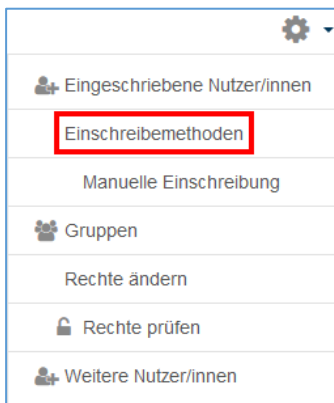 Eingeschriebene Nutzer/innen
Einschreibemethoden
Manuelle Einschreibung
Gruppen
Rechte ändern
Rechte prüfen
Weitere Nutzer/innen